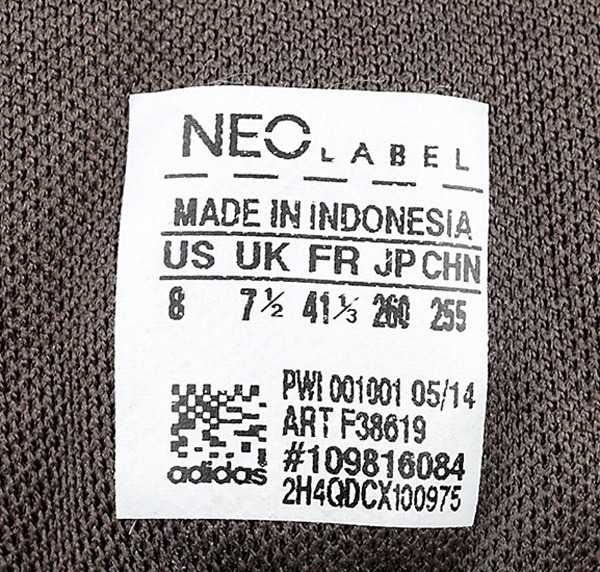 NEO LABEL
MADE IN INDONESIA
US UK FR JP CHN
8 7½ 41⅓ 260 255
PWI 001001 05/14
ART F38619
#109816084
2H4QDCX100975
adidas